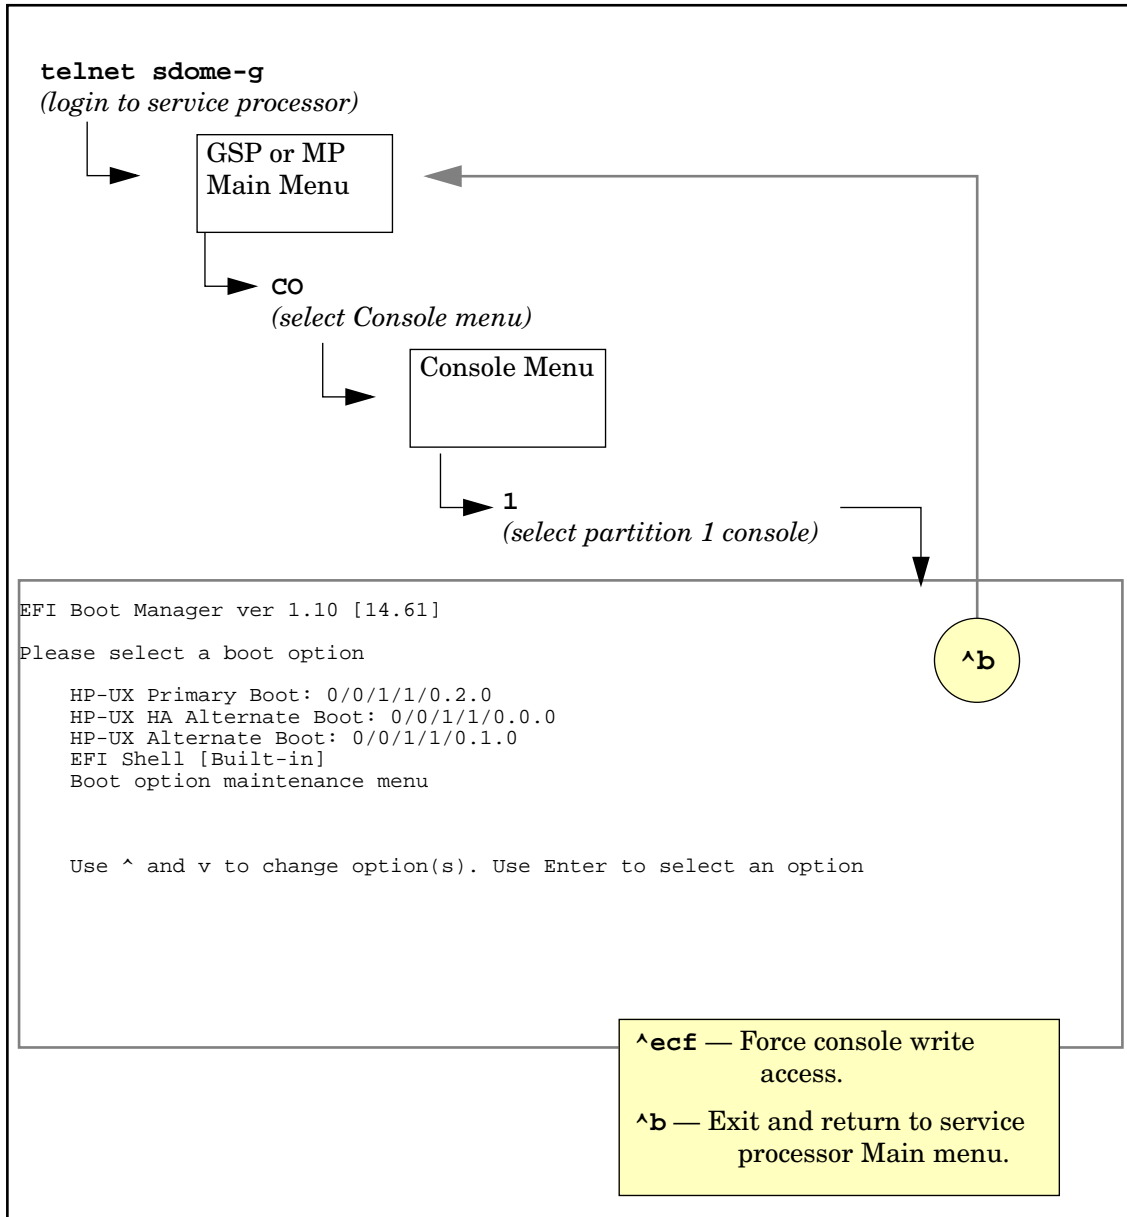 telnet sdome-g
(login to service processor)
GSP or MP
Main Menu
CO
(select Console menu)
Console Menu
1
(select partition 1 console)
EFI Boot Manager ver 1.10 [14.61]
^b
Please select a boot option
HP-UX Primary Boot: 0/0/1/1/0.2.0
HP-UX HA Alternate Boot: 0/0/1/1/0.0.0
HP-UX Alternate Boot: 0/0/1/1/0.1.0
EFI Shell [Built-in]
Boot option maintenance menu
Use ^ and v to change option(s). Use Enter to select an option
^ecf — Force console write
access.
^b — Exit and return to service
processor Main menu.